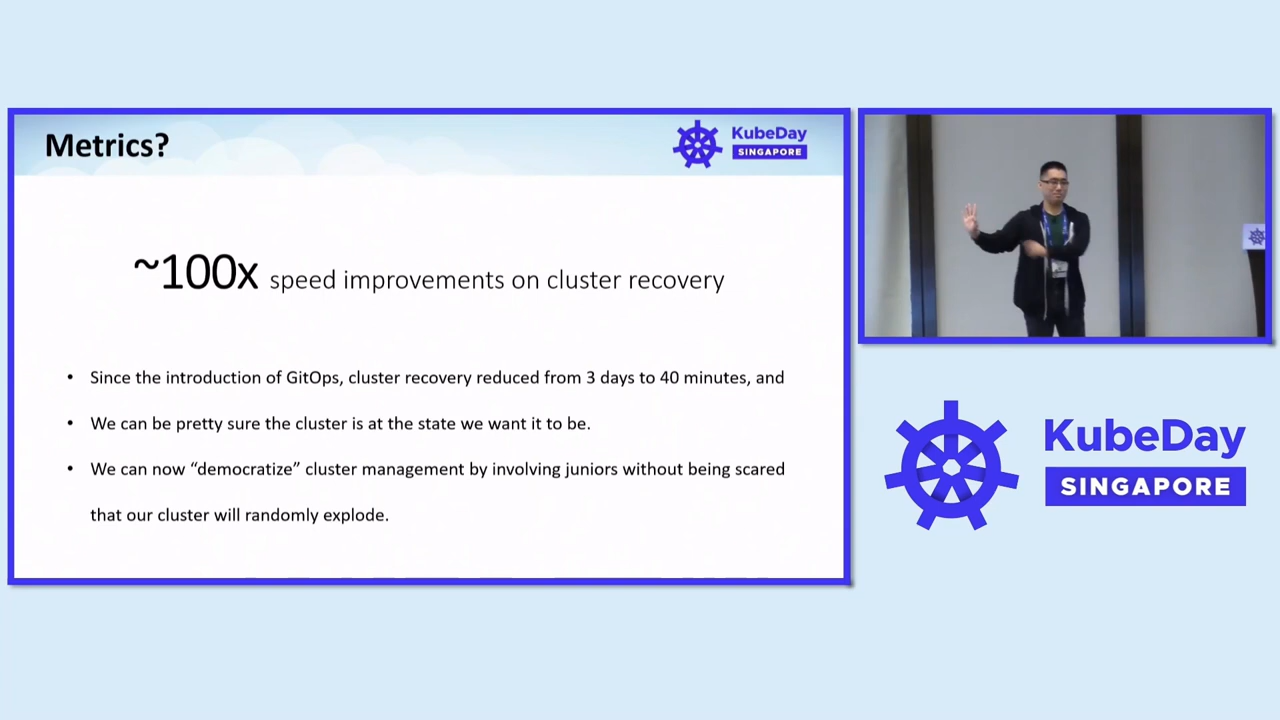 Metrics?
KubeDay
SINGAPORE
~100x speed improvements on cluster recovery
• Since the introduction of GitOps, cluster recovery reduced from 3 days to 40 minutes, and
• We can be pretty sure the cluster is at the state we want it to be.
• We can now “democratize” cluster management by involving juniors without being scared
that our cluster will randomly explode.
KubeDay
SINGAPORE